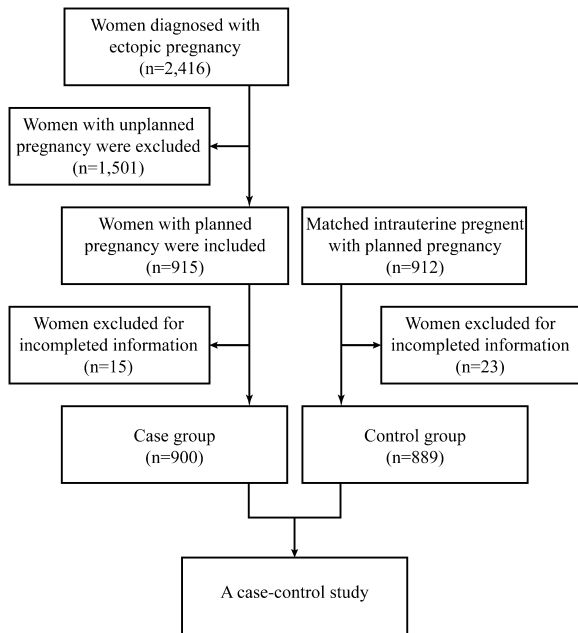 Women diagnosed with
ectopic pregnancy
(n=2,416)
Women with unplanned
pregnancy were excluded
(n=1,501)
Women with planned
pregnancy were included
(n=915)
Matched intrauterine pregnent
with planned pregnancy
(n=912)
Women excluded for
incompleted information
(n=15)
Women excluded for
incompleted information
(n=23)
Case group
(n=900)
Control group
(n=889)
A case-control study